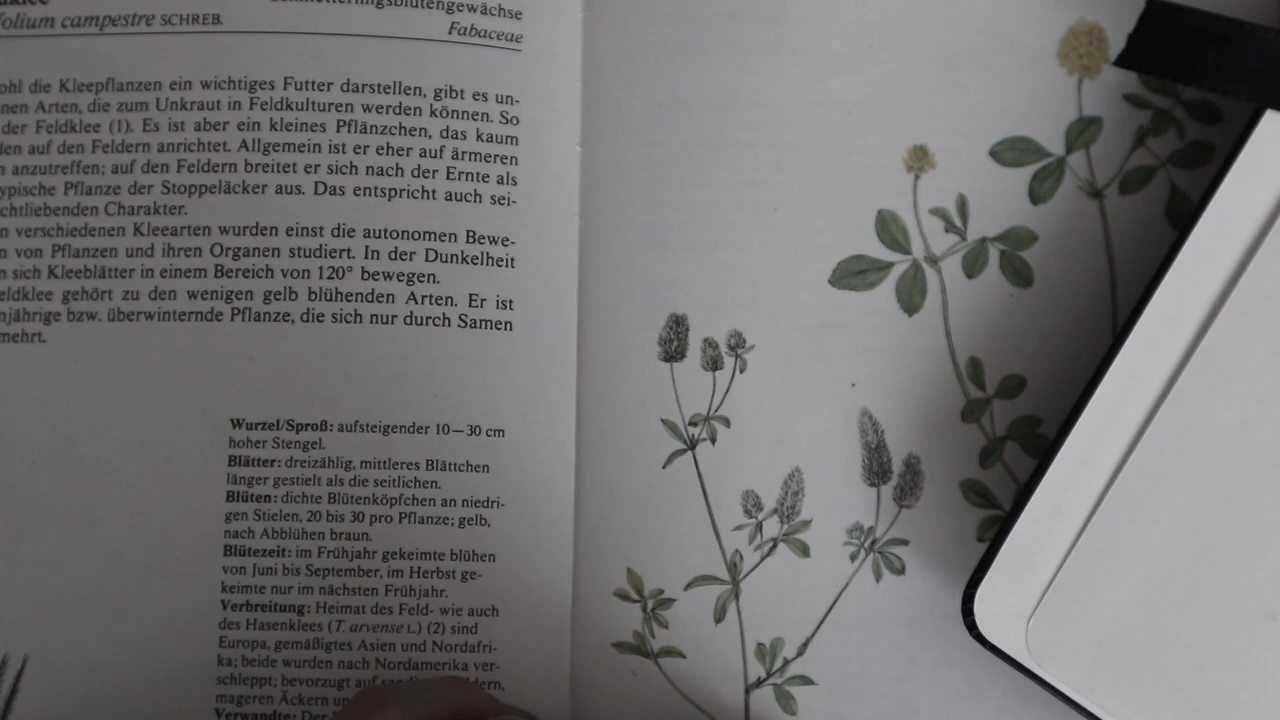 folium campestre SCHREB.
Fabaceae
ohl die Kleepflanzen ein wichtiges Futter darstellen, gibt es un-
nen Arten, die zum Unkraut in Feldkulturen werden können. So
der Feldklee (1). Es ist aber ein kleines Pflänzchen, das kaum
den auf den Feldern anrichtet. Allgemein ist er eher auf ärmeren
n anzutreffen; auf den Feldern breitet er sich nach der Ernte als
ypische Pflanze der Stoppeläcker aus. Das entspricht auch sei-
chtliebenden Charakter.
n verschiedenen Kleearten wurden einst die autonomen Bewe-
n von Pflanzen und ihren Organen studiert. In der Dunkelheit
n sich Kleeblätter in einem Bereich von 120° bewegen.
eldklee gehört zu den wenigen gelb blühenden Arten. Er ist
njährige bzw. überwinternde Pflanze, die sich nur durch Samen
mehrt.
Wurzel/Sproß: aufsteigender 10—30 cm
hoher Stengel.
Blätter: dreizählig, mittleres Blättchen
länger gestielt als die seitlichen.
Blüten: dichte Blütenköpfchen an niedri-
gen Stielen, 20 bis 30 pro Pflanze; gelb,
nach Abblühen braun.
Blütezeit: im Frühjahr gekeimte blühen
von Juni bis September, im Herbst ge-
keimte nur im nächsten Frühjahr.
Verbreitung: Heimat des Feld- wie auch
des Hasenklees (T. arvense L.) (2) sind
Europa, gemäßigtes Asien und Nordafri-
ka; beide wurden nach Nordamerika ver-
schleppt; bevorzugt auf
mageren Äckern
Verwandte: Der